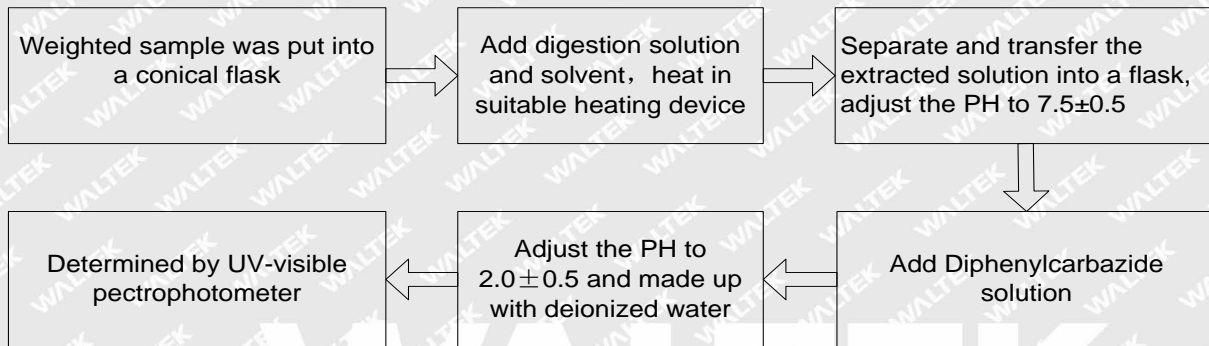 Weighted sample was put into
a conical flask
Add digestion solution
and solvent，heat in
suitable heating device
Separate and transfer the
extracted solution into a flask,
adjust the PH to 7.5±0.5
Add Diphenylcarbazide
solution
Adjust the PH to
2.0±0.5 and made up
with deionized water
Determined by UV-visible
pectrophotometer
WALTEK